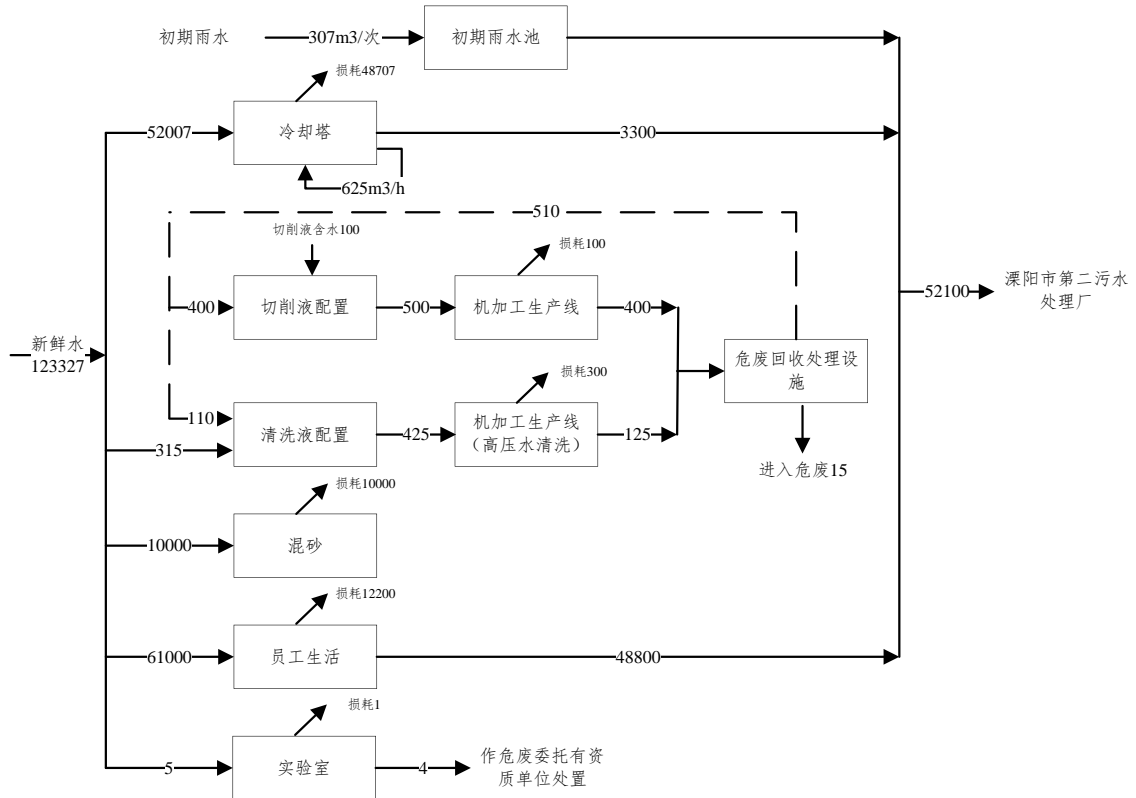 初期雨水
307m3/次
初期雨水池
损耗48707
52007
冷却塔
3300
625m3/h
510
切削液含水100
损耗100
400
切削液配置
500
机加工生产线
400
52100
溧阳市第二污水
处理厂
新鲜水
123327
危废回收处理设
施
损耗300
110
清洗液配置
425
机加工生产线
（高压水清洗）
125
315
进入危废15
损耗10000
10000
混砂
损耗12200
61000
员工生活
48800
损耗1
5
实验室
4
作危废委托有资
质单位处置